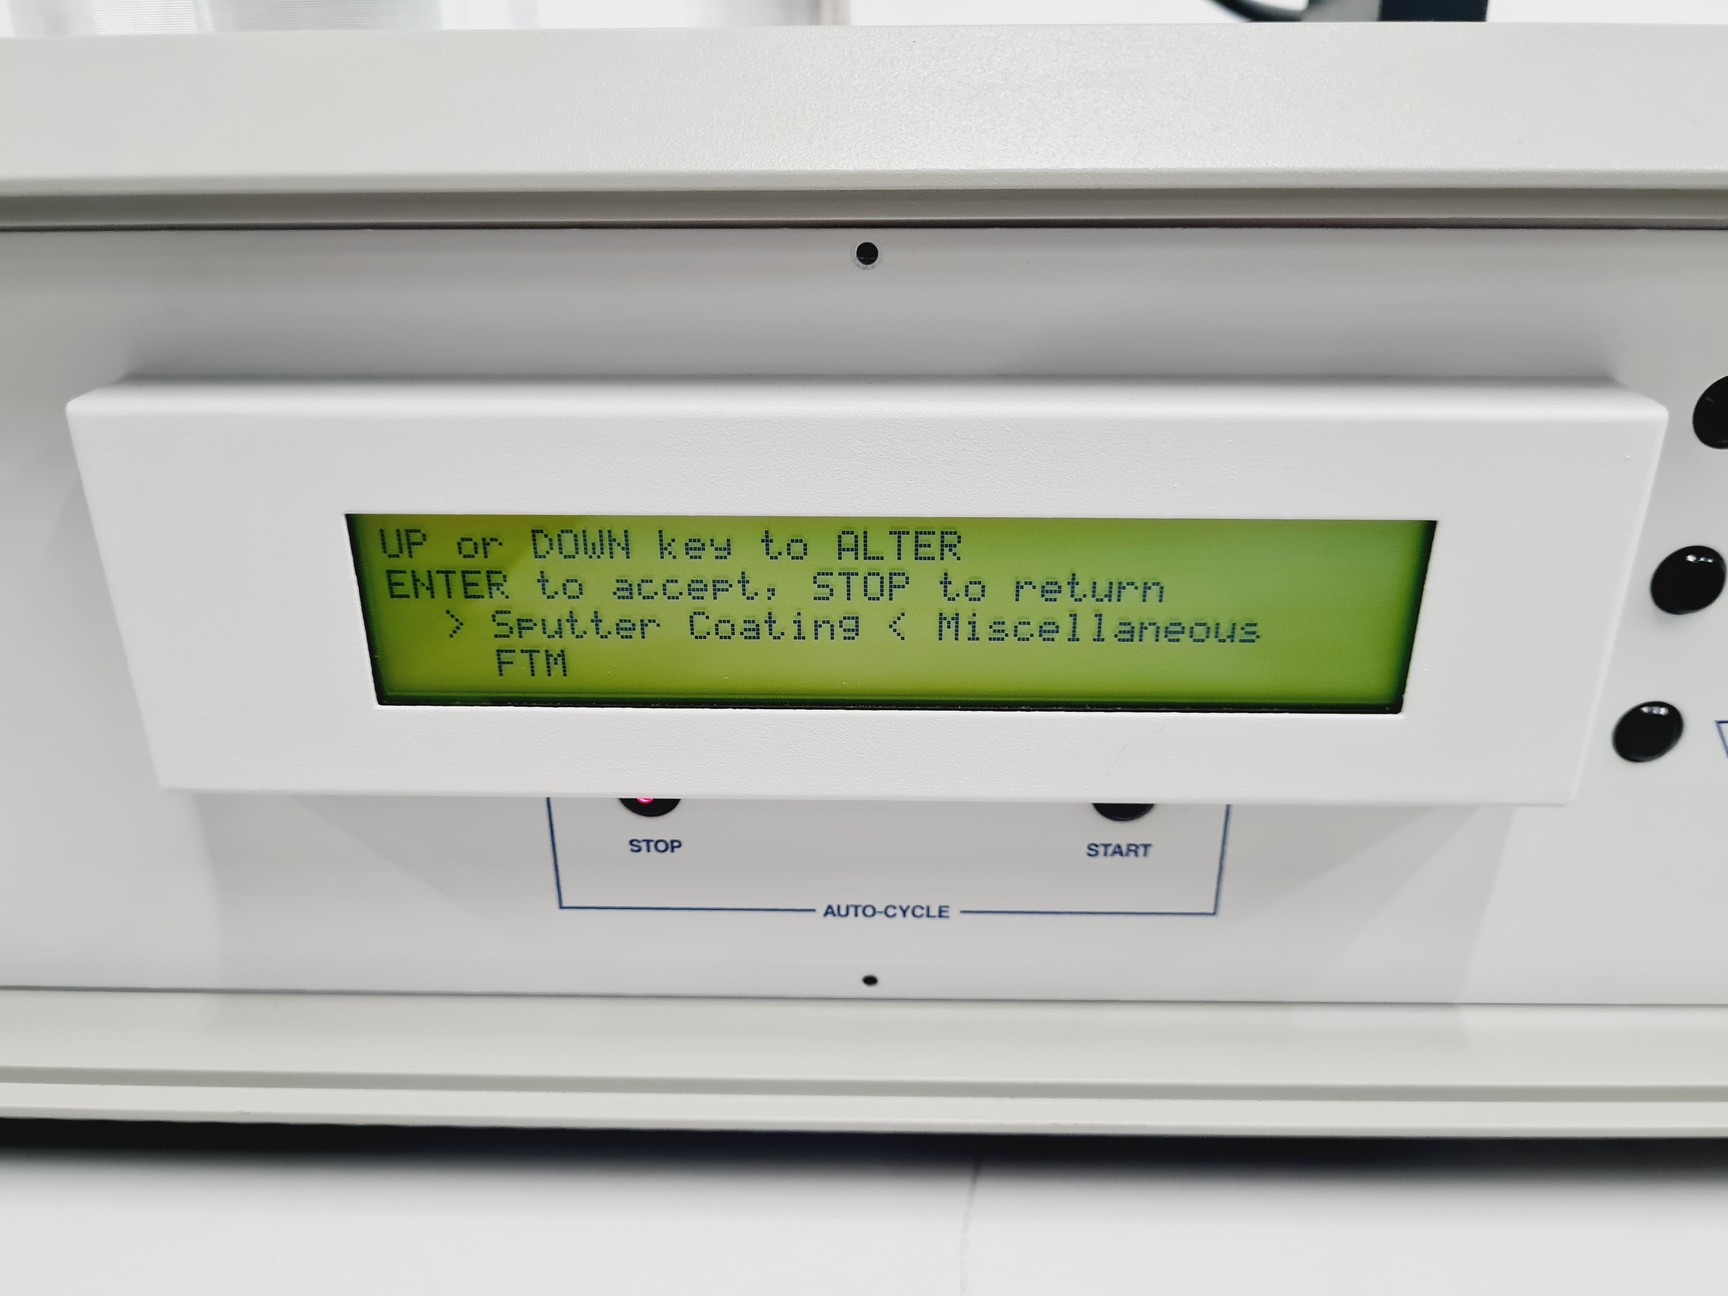 UP or DOWN key to ALTER
ENTER to accept, STOP to return
> Sputter Coating < Miscellaneous
FTM
STOP
START
AUTO-CYCLE